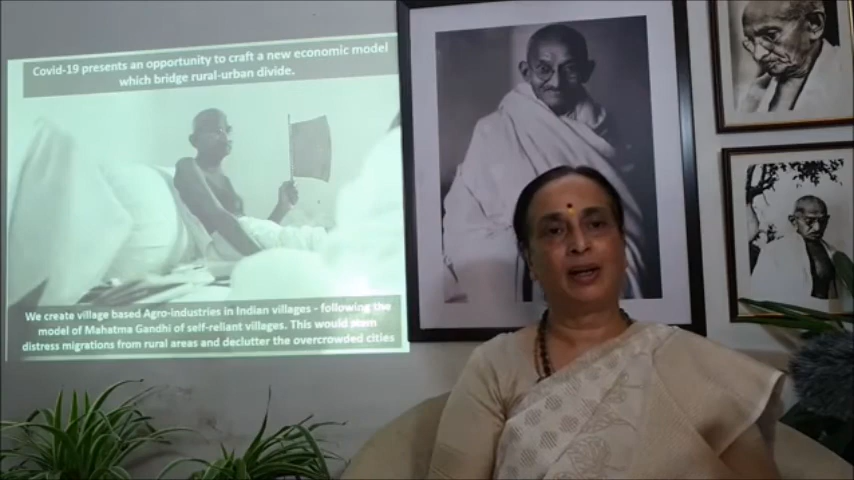 Covid-19 presents an opportunity to craft a new economic model
which bridge rural-urban divide.
We create village based Agro-industries in Indian villages - following the
model of Mahatma Gandhi of self-reliant villages. This would stem
distress migrations from rural areas and declutter the overcrowded cities